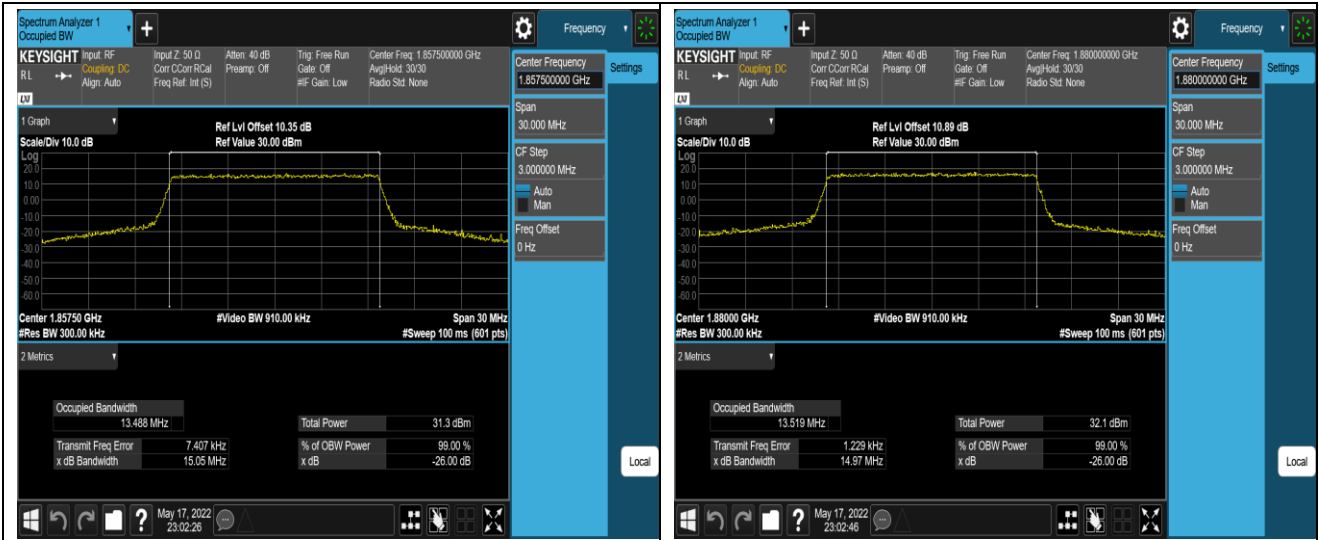 Spectrum Analyzer 1
Occupied BW
+
Frequency
KEYSIGHT Input: RF Input Z: 50 Ω Atten: 40 dB Trig: Free Run Center Freq: 1.857500000 GHz
Coupling: DC Corr CCorr RCal Preamp: Off Gate: Off Avg|Hold: 30/30
RL Align: Auto Freq Ref: Int (S) #IF Gain: Low Radio Std: None
LXI
Center Frequency
1.857500000 GHz
Settings
Span
30.000 MHz
CF Step
3.000000 MHz
Auto
Man
Freq Offset
0 Hz
Local
1 Graph
Ref Lvl Offset 10.35 dB
Scale/Div 10.0 dB Ref Value 30.00 dBm
Log
20.0
10.0
0.00
-10.0
-20.0
-30.0
-40.0
-50.0
-60.0
Center 1.85750 GHz #Video BW 910.00 kHz Span 30 MHz
#Res BW 300.00 kHz #Sweep 100 ms (601 pts)
2 Metrics
Occupied Bandwidth
13.488 MHz Total Power 31.3 dBm
Transmit Freq Error 7.407 kHz % of OBW Power 99.00 %
x dB Bandwidth 15.05 MHz x dB -26.00 dB
? May 17, 2022
23:02:26
Spectrum Analyzer 1
Occupied BW
+
Frequency
KEYSIGHT Input: RF Input Z: 50 Ω Atten: 40 dB Trig: Free Run Center Freq: 1.880000000 GHz
Coupling: DC Corr CCorr RCal Preamp: Off Gate: Off Avg|Hold: 30/30
RL Align: Auto Freq Ref: Int (S) #IF Gain: Low Radio Std: None
LXI
Center Frequency
1.880000000 GHz
Settings
Span
30.000 MHz
CF Step
3.000000 MHz
Auto
Man
Freq Offset
0 Hz
Local
1 Graph
Ref Lvl Offset 10.89 dB
Scale/Div 10.0 dB Ref Value 30.00 dBm
Log
20.0
10.0
0.00
-10.0
-20.0
-30.0
-40.0
-50.0
-60.0
Center 1.88000 GHz #Video BW 910.00 kHz Span 30 MHz
#Res BW 300.00 kHz #Sweep 100 ms (601 pts)
2 Metrics
Occupied Bandwidth
13.519 MHz Total Power 32.1 dBm
Transmit Freq Error 1.229 kHz % of OBW Power 99.00 %
x dB Bandwidth 14.97 MHz x dB -26.00 dB
? May 17, 2022
23:02:46